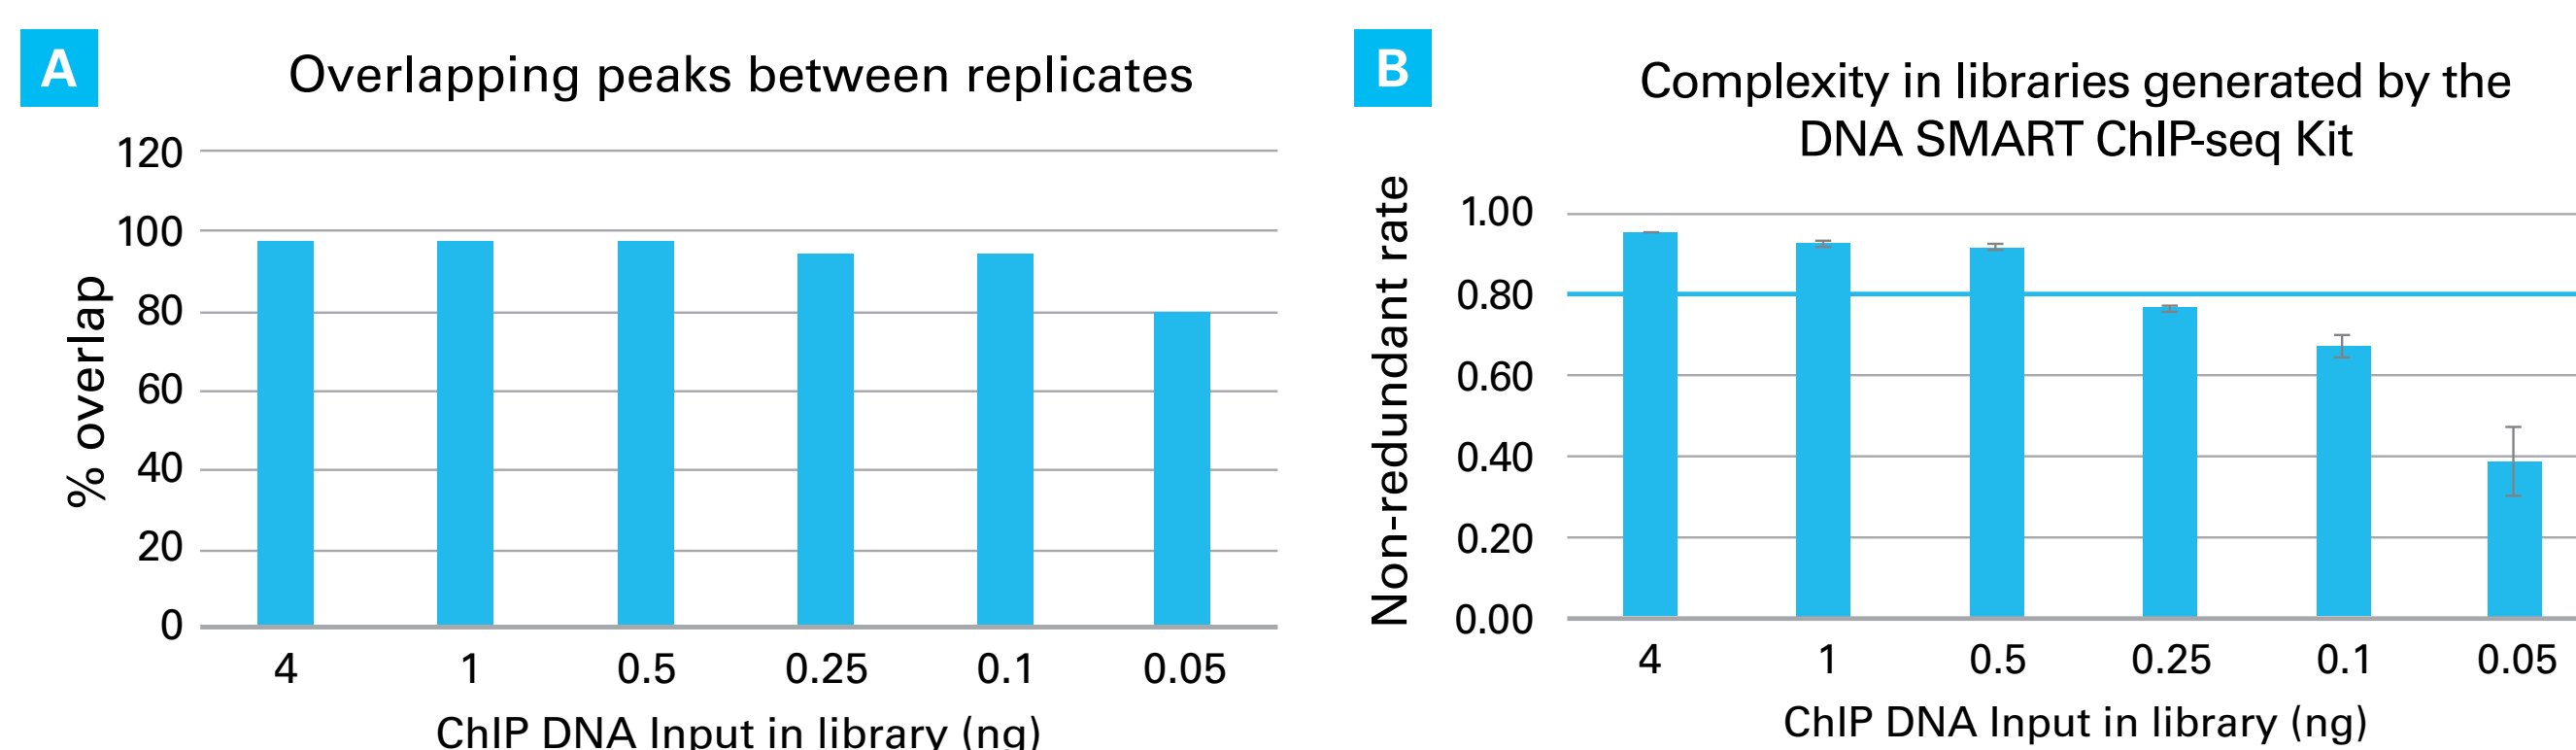 A
Overlapping peaks between replicates
120
100
80
60
40
20
0
% overlap
4 1 0.5 0.25 0.1 0.05
ChIP DNA Input in library (ng)
B
Complexity in libraries generated by the
DNA SMART ChIP-seq Kit
1.00
0.80
0.60
0.40
0.20
0.00
Non-redundant rate
4 1 0.5 0.25 0.1 0.05
ChIP DNA Input in library (ng)